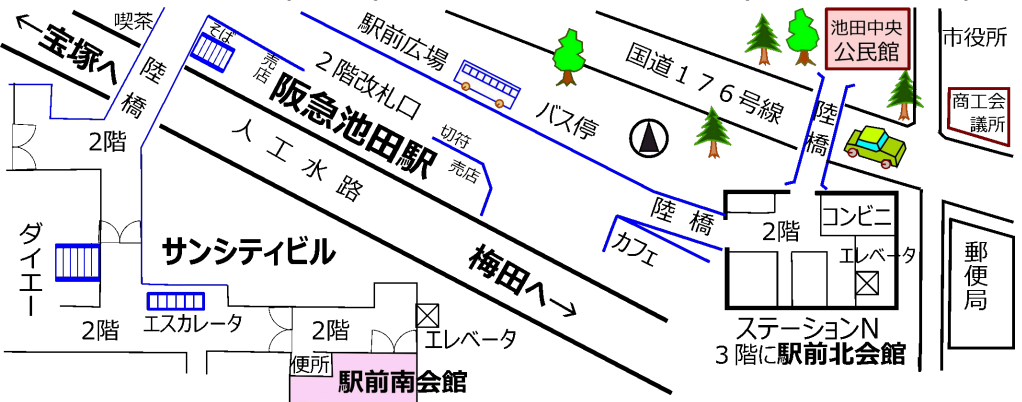 喫茶
←宝塚へ
陸橋
2階
そば
売店
2階改札口
阪急池田駅
切符
売店
駅前広場
バス停
国道176号線
池田中央
公民館
市役所
商工会
議所
陸橋
人工水路
梅田へ→
陸橋
カフェ
2階
コンビニ
エレベータ
ステーションN
3階に駅前北会館
郵便局
ダイエー
サンシティビル
エスカレータ
2階
2階
エレベータ
便所
駅前南会館